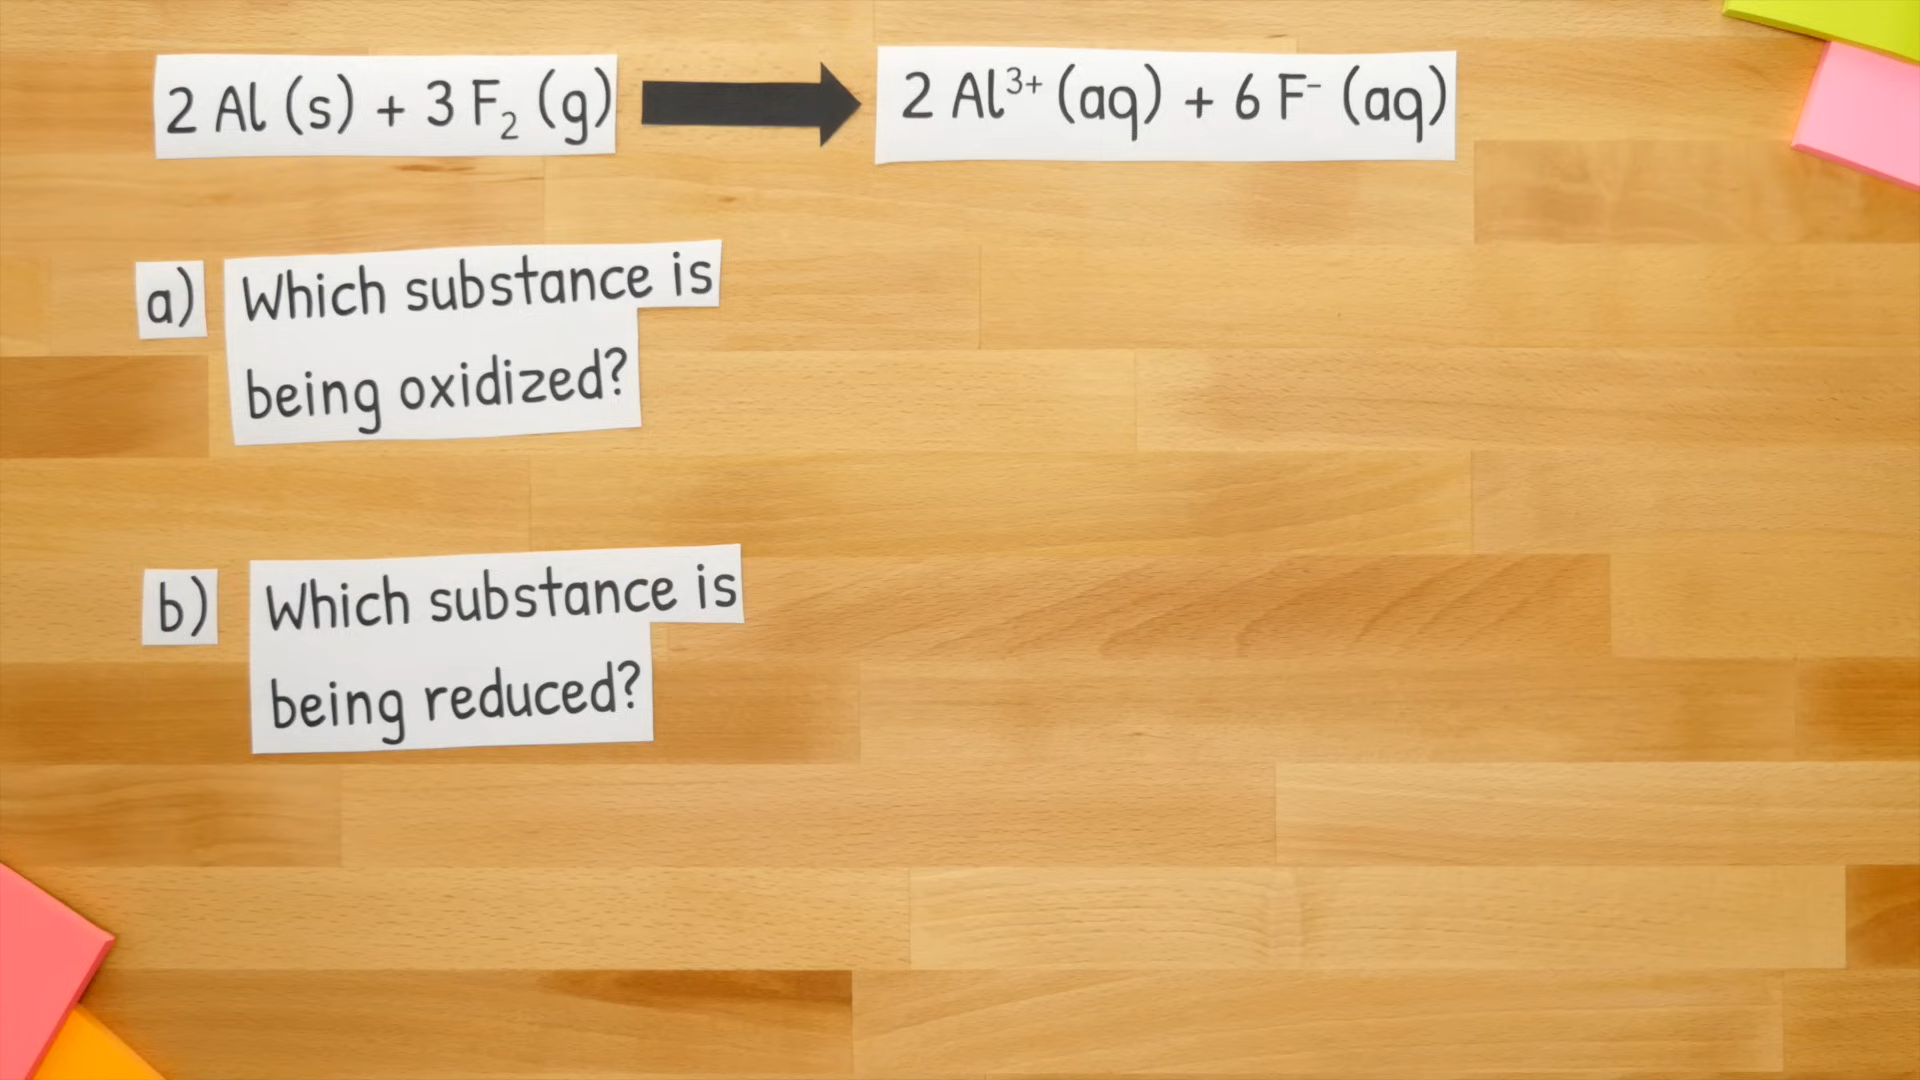 2 Al (s) + 3 F₂ (g) → 2 Al³⁺ (aq) + 6 F⁻ (aq)
a) Which substance is
being oxidized?
b) Which substance is
being reduced?